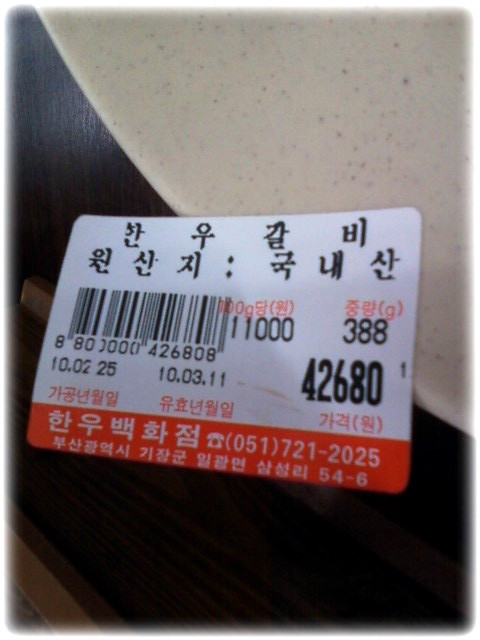 한우갈비
원산지:국내산
100g당(원) 중량(g)
11000 388
8 800000 426808
10.02.25 10.03.11 42680
가공년월일 유효년월일 가격(원)
한우백화점☎(051)721-2025
부산광역시 기장군 일광면 삼성리 54-6